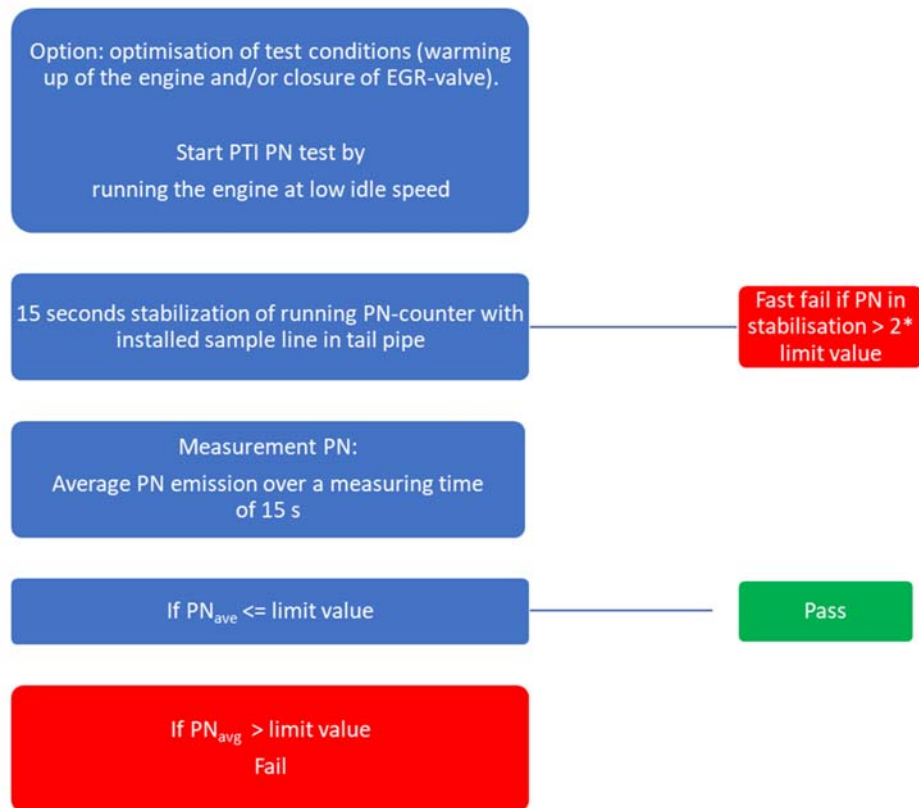 Option: optimisation of test conditions (warming
up of the engine and/or closure of EGR-valve).
Start PTI PN test by
running the engine at low idle speed
15 seconds stabilization of running PN-counter with
installed sample line in tail pipe
Fast fail if PN in
stabilisation > 2*
limit value
Measurement PN:
Average PN emission over a measuring time
of 15 s
If PNave <= limit value
Pass
If PNavg > limit value
Fail